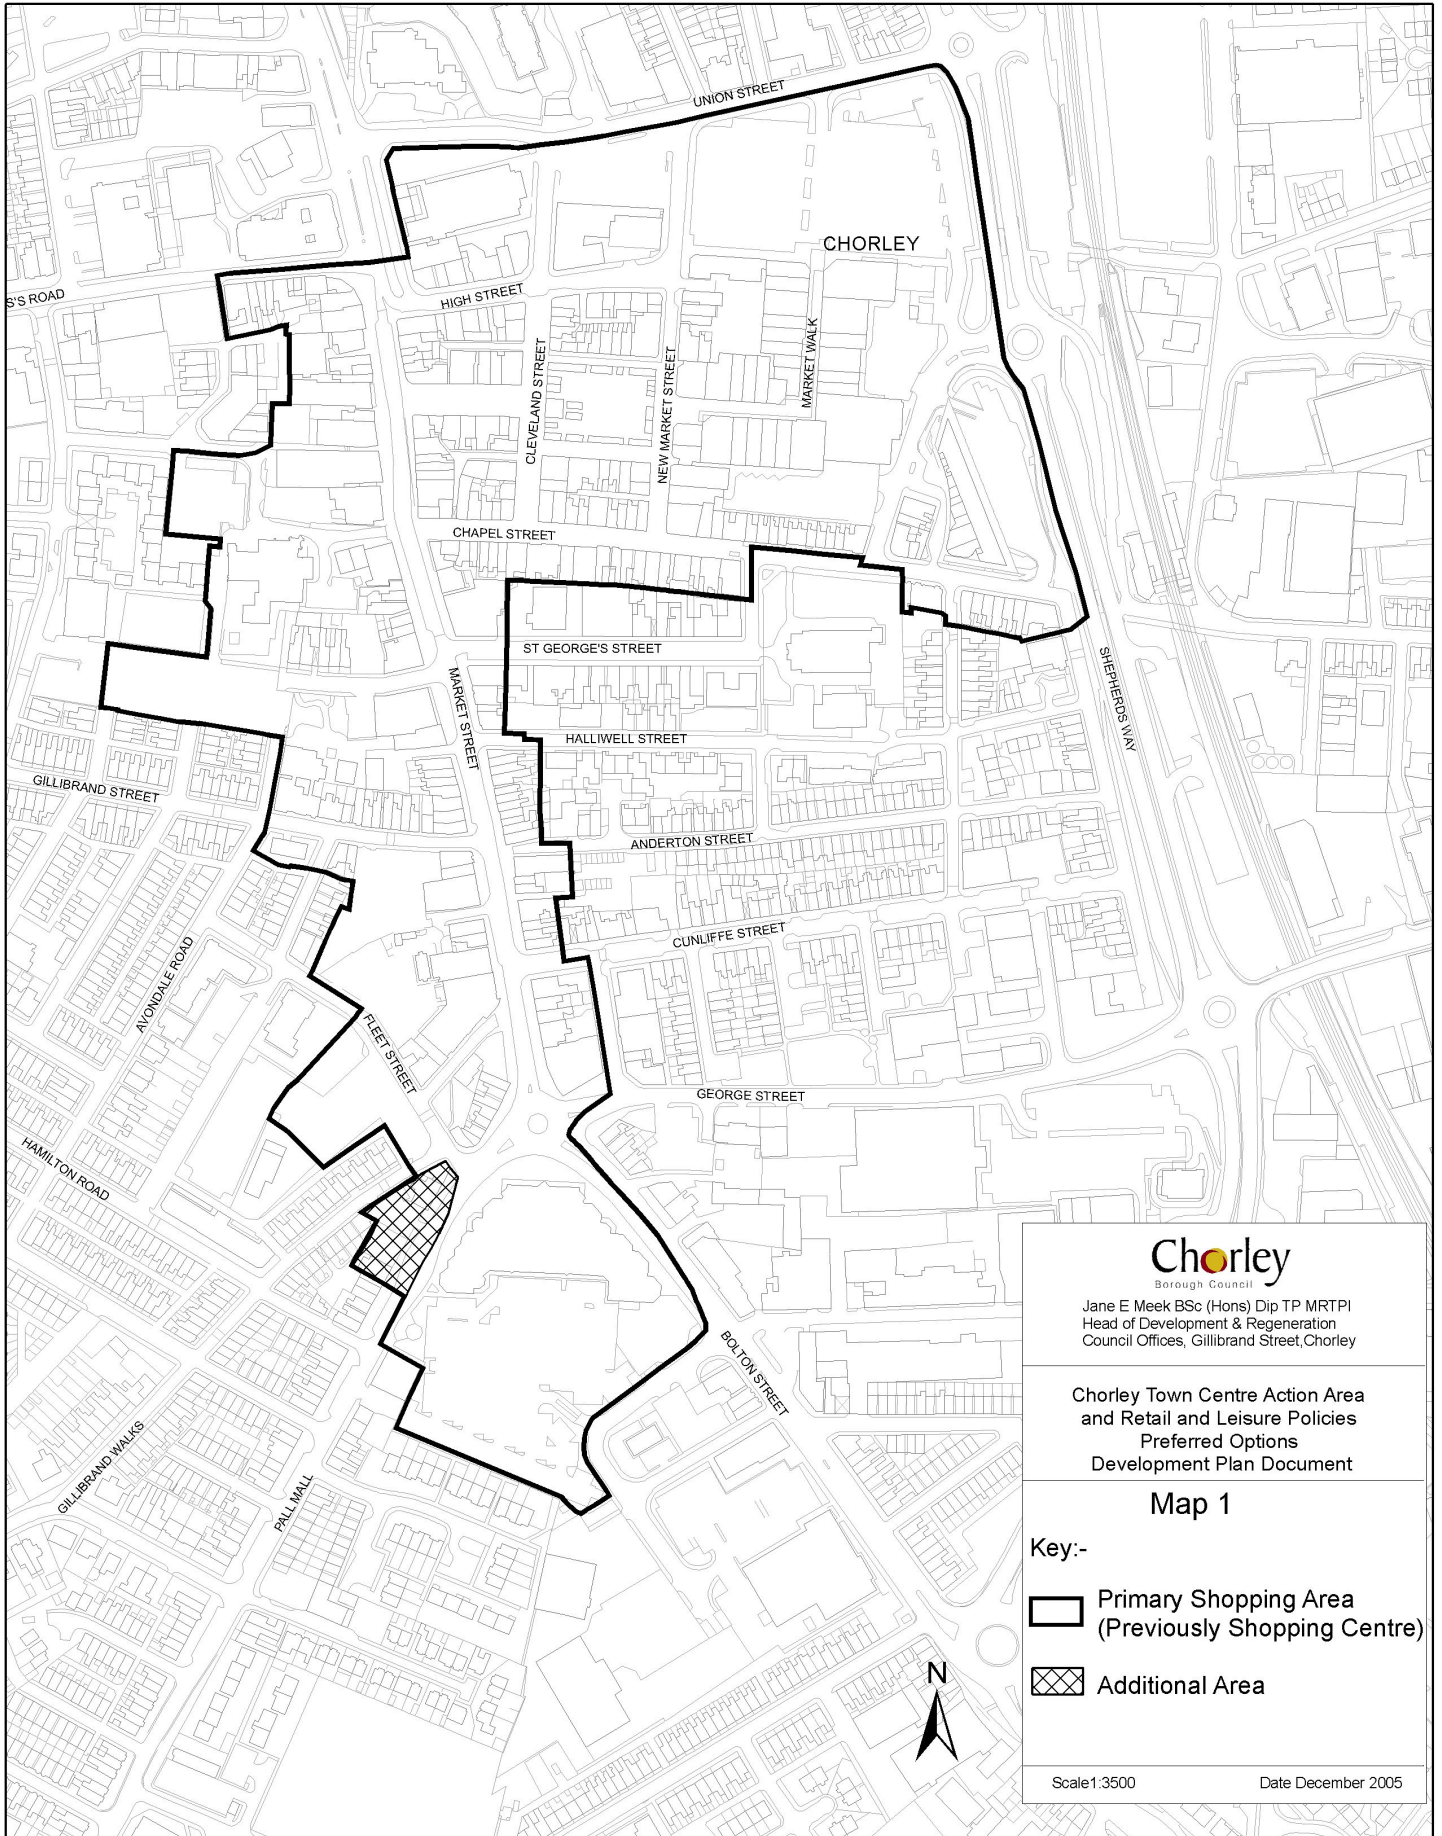 UNION STREET
CHORLEY
S'S ROAD
HIGH STREET
CLEVELAND STREET
NEW MARKET STREET
MARKET WALK
CHAPEL STREET
ST GEORGE'S STREET
MARKET STREET
SHEPHERDS WAY
HALLIWELL STREET
GILLIBRAND STREET
ANDERTON STREET
CUNLIFFE STREET
AVONDALE ROAD
FLEET STREET
GEORGE STREET
HAMILTON ROAD
BOLTON STREET
GILLIBRAND WALKS
PALL MALL
N
Chorley
Borough Council
Jane E Meek BSc (Hons) Dip TP MRTPI
Head of Development & Regeneration
Council Offices, Gillibrand Street,Chorley
Chorley Town Centre Action Area
and Retail and Leisure Policies
Preferred Options
Development Plan Document
Map 1
Key:-
Primary Shopping Area
(Previously Shopping Centre)
Additional Area
Scale1:3500
Date December 2005